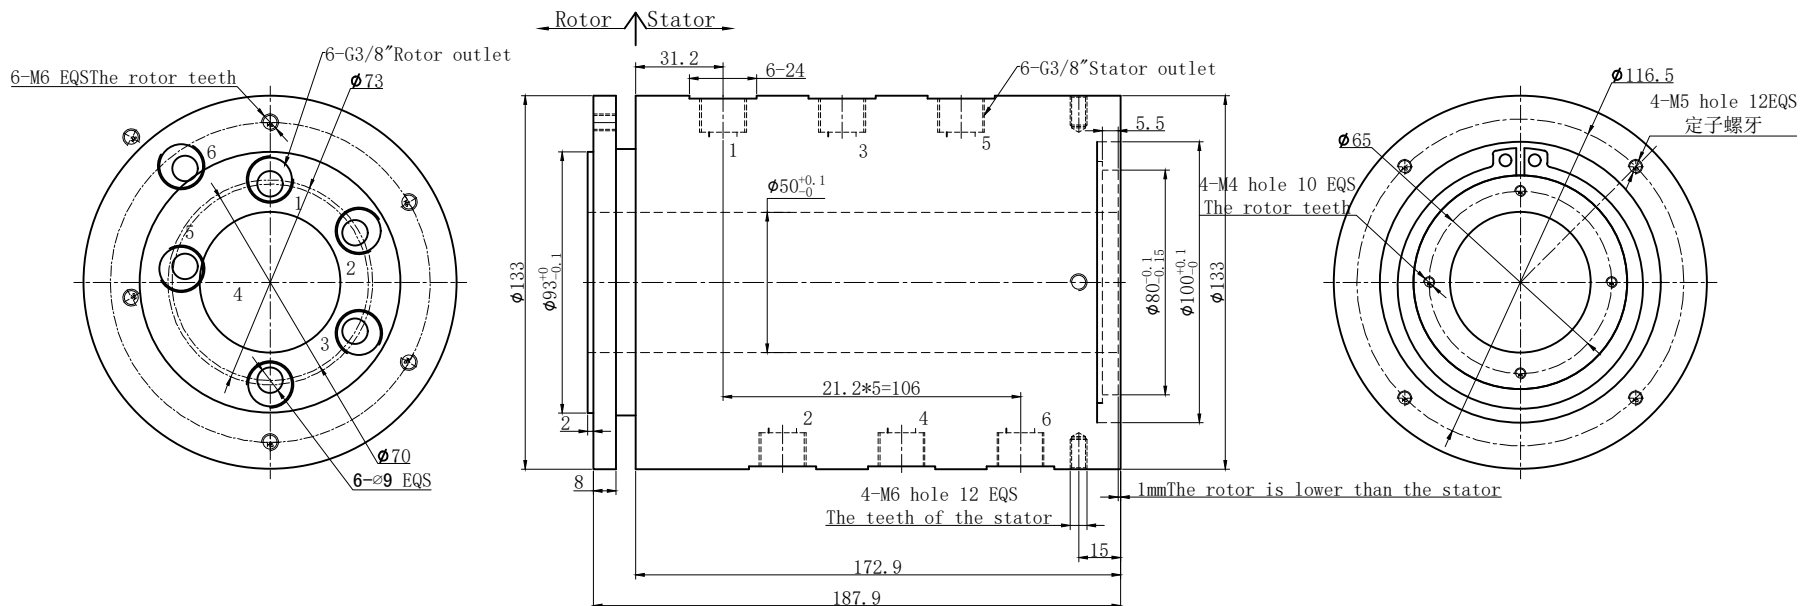 Rotor
Stator
6-G3/8"Rotor outlet
6-M6 EQSThe rotor teeth
ϕ73
6
1
5
2
4
3
ϕ70
6-⌀9 EQS
31.2
6-24
6-G3/8"Stator outlet
1
3
5
5.5
ϕ50+0.1-0
ϕ133
ϕ93+0-0.1
ϕ80-0.1-0.15
ϕ100+0.1-0
ϕ133
21.2*5=106
2
4
6
2
8
4-M6 hole 12 EQS
The teeth of the stator
1mmThe rotor is lower than the stator
15
172.9
187.9
ϕ116.5
4-M5 hole 12EQS
定子螺牙
ϕ65
4-M4 hole 10 EQS
The rotor teeth